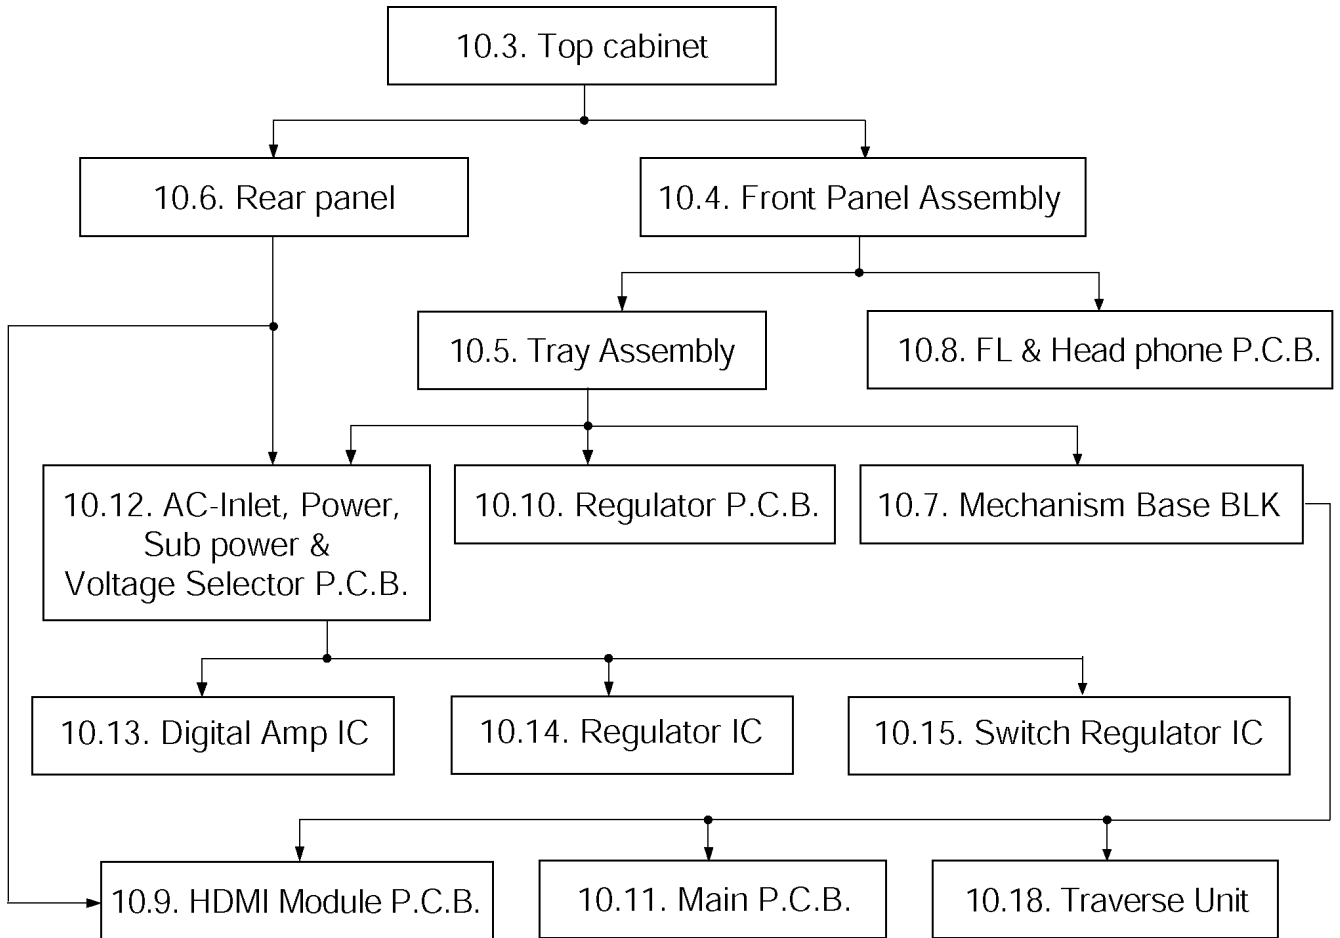 10.3. Top cabinet
10.6. Rear panel
10.4. Front Panel Assembly
10.5. Tray Assembly
10.8. FL & Head phone P.C.B.
10.12. AC-Inlet, Power,
Sub power &
Voltage Selector P.C.B.
10.10. Regulator P.C.B.
10.7. Mechanism Base BLK
10.13. Digital Amp IC
10.14. Regulator IC
10.15. Switch Regulator IC
10.9. HDMI Module P.C.B.
10.11. Main P.C.B.
10.18. Traverse Unit